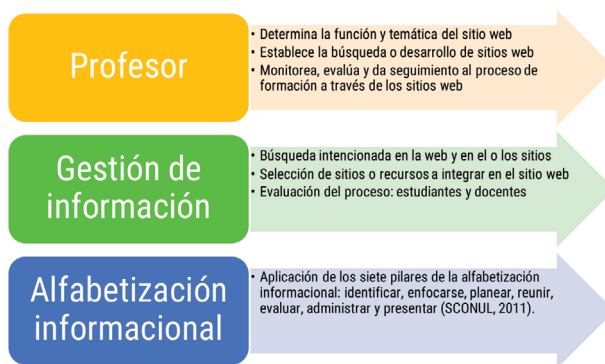 Profesor
• Determina la función y temática del sitio web
• Establece la búsqueda o desarrollo de sitios web
• Monitorea, evalúa y da seguimiento al proceso de
formación a través de los sitios web
Gestión de
información
• Búsqueda intencionada en la web y en el o los sitios
• Selección de sitios o recursos a integrar en el sitio web
• Evaluación del proceso: estudiantes y docentes
Alfabetización
informacional
• Aplicación de los siete pilares de la alfabetización
informacional: identificar, enfocarse, planear, reunir,
evaluar, administrar y presentar (SCONUL, 2011).